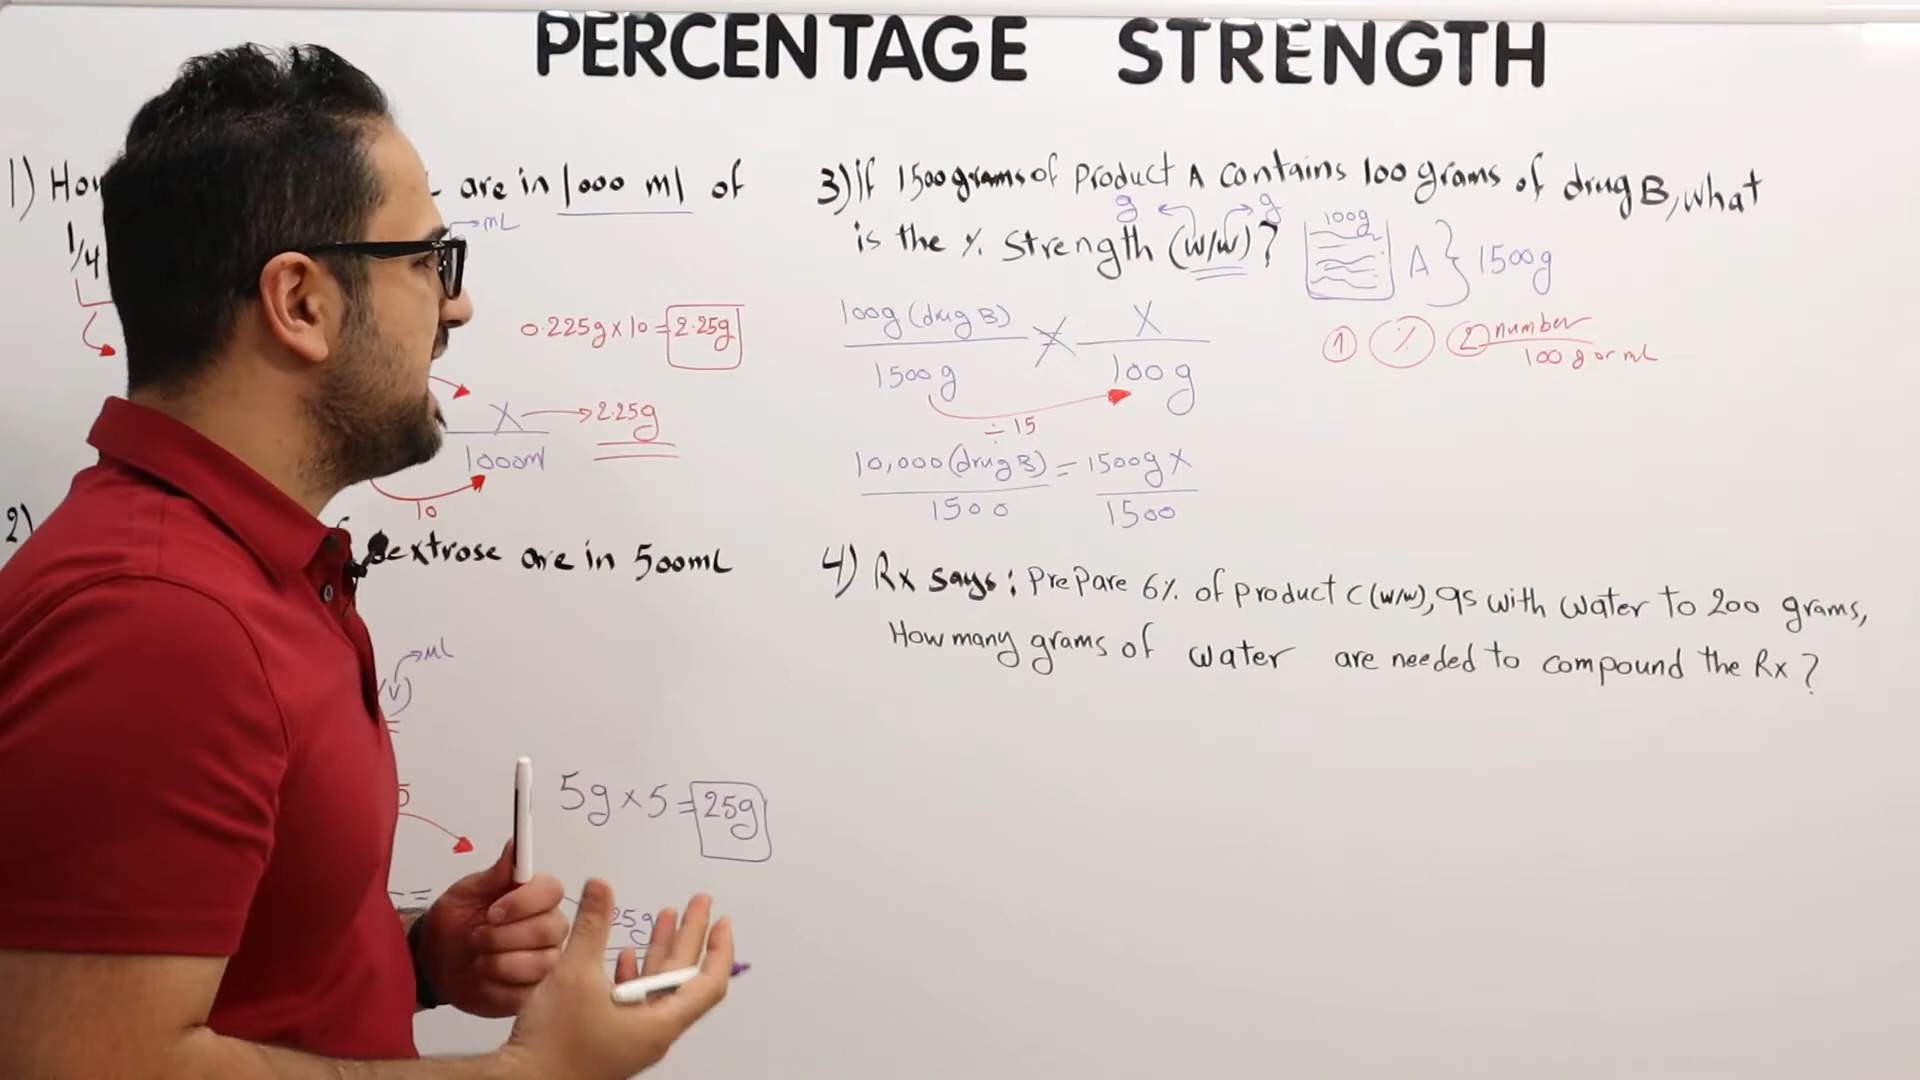 PERCENTAGE STRENGTH
1) How are in 1000 ml of
→mL
1/4
0.225g x 10 = 2.25g
X → 2.25g
1000ml
10
2) Dextrose are in 500mL
→mL
v)
5g x 5 = 25g
25g
3) if 1500grams of Product A contains 100 grams of drug B, what
g g
is the % Strength (w/w)?
100g
A } 1500g
100g (drug B) X
1500g 100 g
÷ 15
① % ② number
100 g or mL
10,000 (drug B) = 1500g X
1500 1500
4) Rx says: Prepare 6% of product C (w/w), qs with water to 200 grams,
How many grams of water are needed to compound the Rx?